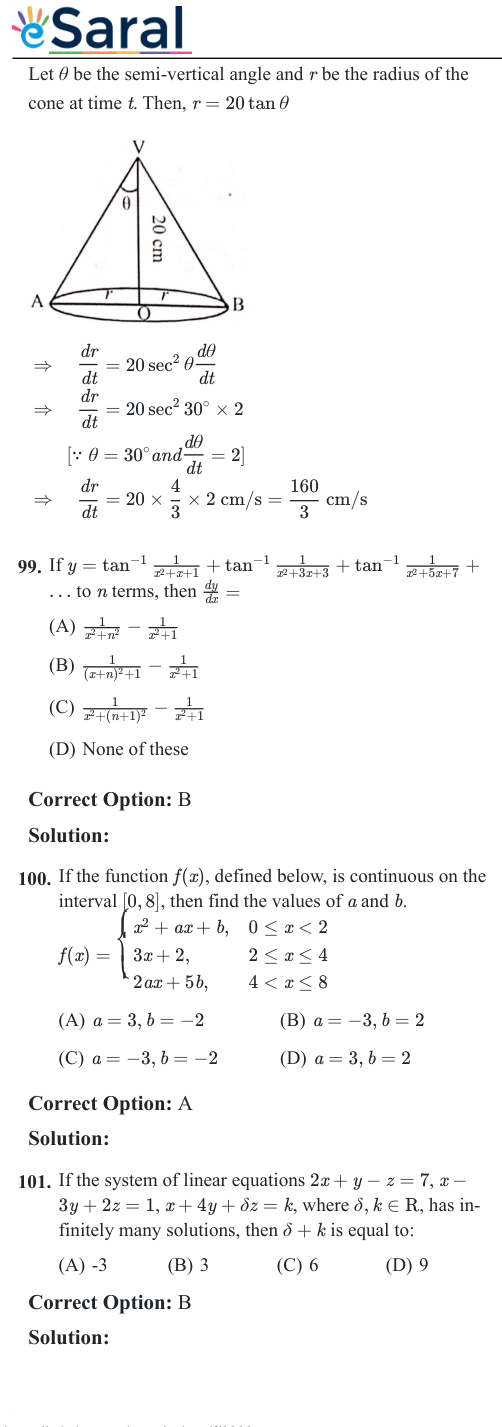 eSaral
Let θ be the semi-vertical angle and r be the radius of the
cone at time t. Then, r = 20 tan θ
V
θ
20 cm
A r r B
O
⇒ dr/dt = 20 sec² θ dθ/dt
⇒ dr/dt = 20 sec² 30° × 2
[∵ θ = 30° and dθ/dt = 2]
⇒ dr/dt = 20 × 4/3 × 2 cm/s = 160/3 cm/s
99. If y = tan⁻¹ 1/(x²+x+1) + tan⁻¹ 1/(x²+3x+3) + tan⁻¹ 1/(x²+5x+7) +
... to n terms, then dy/dx =
(A) 1/(x²+n²) − 1/(x²+1)
(B) 1/((x+n)²+1) − 1/(x²+1)
(C) 1/(x²+(n+1)²) − 1/(x²+1)
(D) None of these
Correct Option: B
Solution:
100. If the function f(x), defined below, is continuous on the
interval [0, 8], then find the values of a and b.
x² + ax + b, 0 ≤ x < 2
f(x) = { 3x + 2, 2 ≤ x ≤ 4
2ax + 5b, 4 < x ≤ 8
(A) a = 3, b = −2 (B) a = −3, b = 2
(C) a = −3, b = −2 (D) a = 3, b = 2
Correct Option: A
Solution:
101. If the system of linear equations 2x + y − z = 7, x −
3y + 2z = 1, x + 4y + δz = k, where δ, k ∈ R, has in-
finitely many solutions, then δ + k is equal to:
(A) -3 (B) 3 (C) 6 (D) 9
Correct Option: B
Solution: